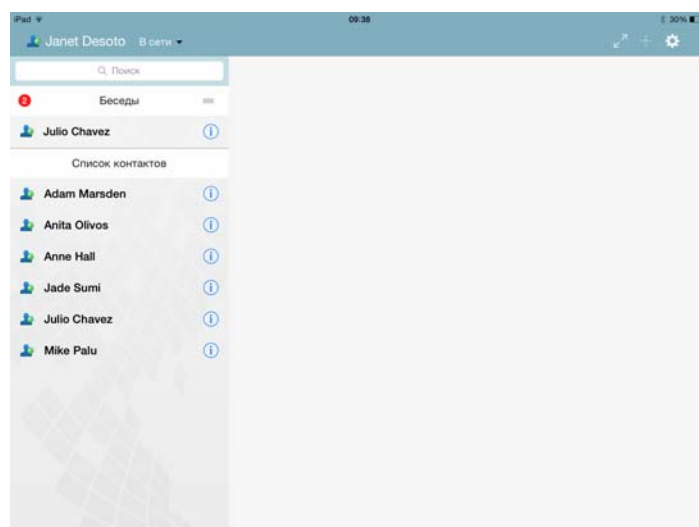 iPad 09:38 30%
Janet Desoto В сети
Поиск
2 Беседы
Julio Chavez
Список контактов
Adam Marsden
Anita Olivos
Anne Hall
Jade Sumi
Julio Chavez
Mike Palu